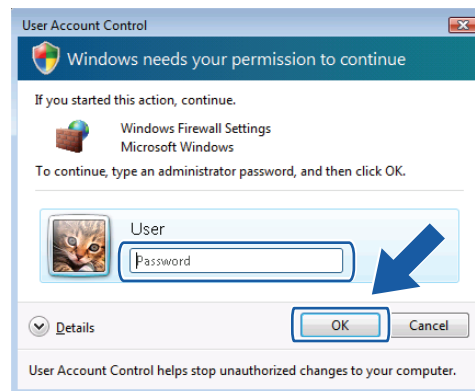 User Account Control
Windows needs your permission to continue
If you started this action, continue.
Windows Firewall Settings
Microsoft Windows
To continue, type an administrator password, and then click OK.
User
Password
Details
OK
Cancel
User Account Control helps stop unauthorized changes to your computer.